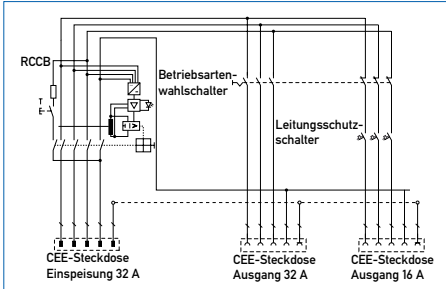 RCCB
T
Betriebsarten-
wahlschalter
Leitungsschutz-
schalter
CEE-Steckdose
Einspeisung 32 A
CEE-Steckdose
Ausgang 32 A
CEE-Steckdose
Ausgang 16 A